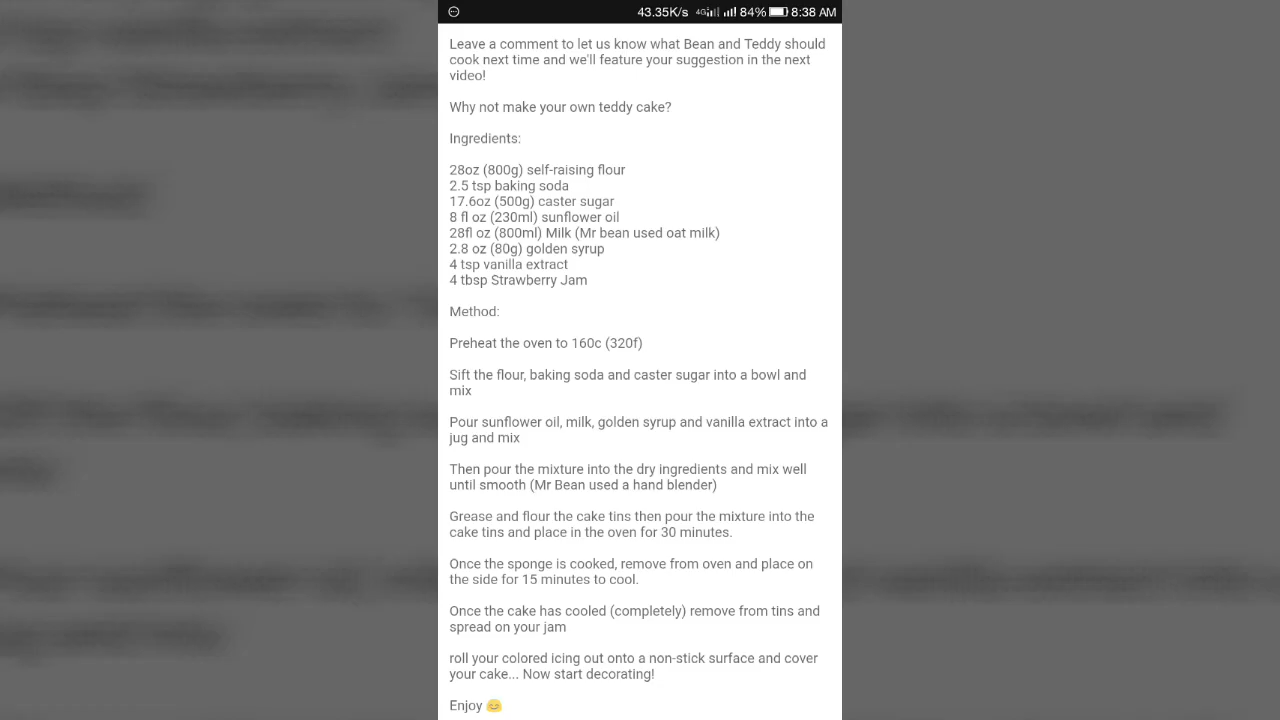 43.35K/s 4G 84% 8:38 AM
Leave a comment to let us know what Bean and Teddy should
cook next time and we'll feature your suggestion in the next
video!
Why not make your own teddy cake?
Ingredients:
28oz (800g) self-raising flour
2.5 tsp baking soda
17.6oz (500g) caster sugar
8 fl oz (230ml) sunflower oil
28fl oz (800ml) Milk (Mr bean used oat milk)
2.8 oz (80g) golden syrup
4 tsp vanilla extract
4 tbsp Strawberry Jam
Method:
Preheat the oven to 160c (320f)
Sift the flour, baking soda and caster sugar into a bowl and
mix
Pour sunflower oil, milk, golden syrup and vanilla extract into a
jug and mix
Then pour the mixture into the dry ingredients and mix well
until smooth (Mr Bean used a hand blender)
Grease and flour the cake tins then pour the mixture into the
cake tins and place in the oven for 30 minutes.
Once the sponge is cooked, remove from oven and place on
the side for 15 minutes to cool.
Once the cake has cooled (completely) remove from tins and
spread on your jam
roll your colored icing out onto a non-stick surface and cover
your cake... Now start decorating!
Enjoy 😊